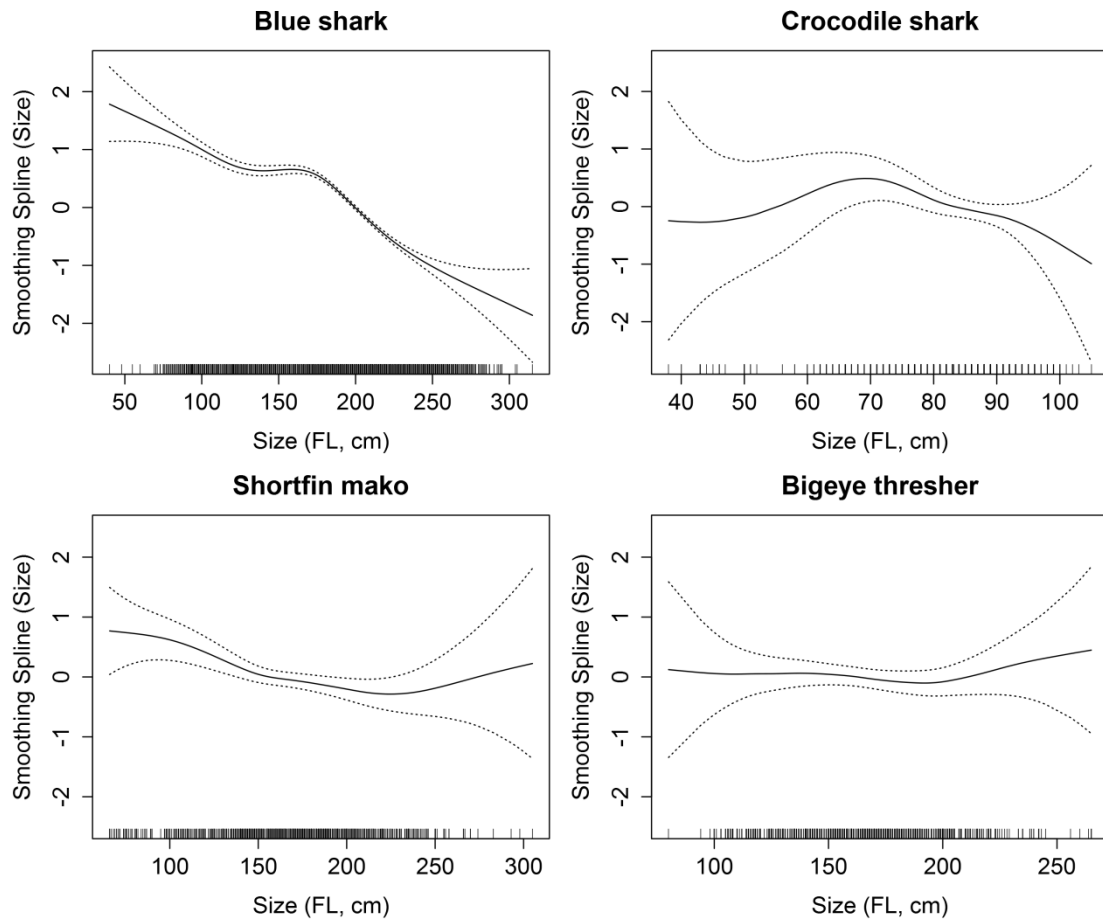 Blue shark
Smoothing Spline (Size)
2
1
0
-1
-2
50 100 150 200 250 300
Size (FL, cm)
Crocodile shark
Smoothing Spline (Size)
2
1
0
-1
-2
40 50 60 70 80 90 100
Size (FL, cm)
Shortfin mako
Smoothing Spline (Size)
2
1
0
-1
-2
100 150 200 250 300
Size (FL, cm)
Bigeye thresher
Smoothing Spline (Size)
2
1
0
-1
-2
100 150 200 250
Size (FL, cm)